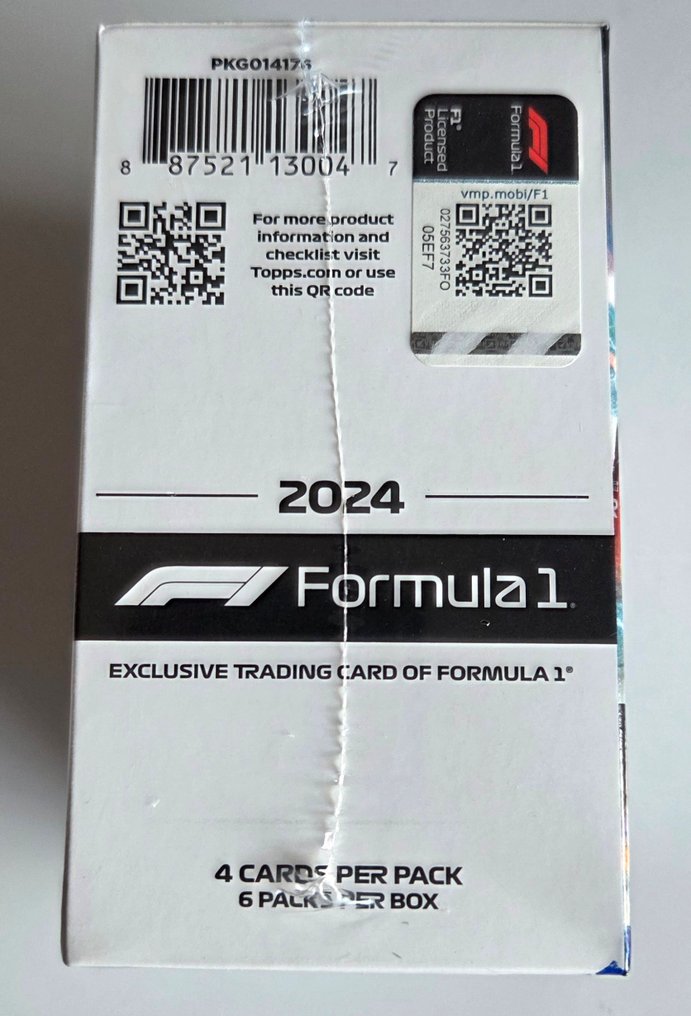 PKG014176
8 87521 13004 7
For more product
information and
checklist visit
Topps.com or use
this QR code
F1® Licensed Product
Formula1
vmp.mobi/F1
027563733FO
05EF7
2024
Formula 1®
EXCLUSIVE TRADING CARD OF FORMULA 1®
4 CARDS PER PACK
6 PACKS PER BOX